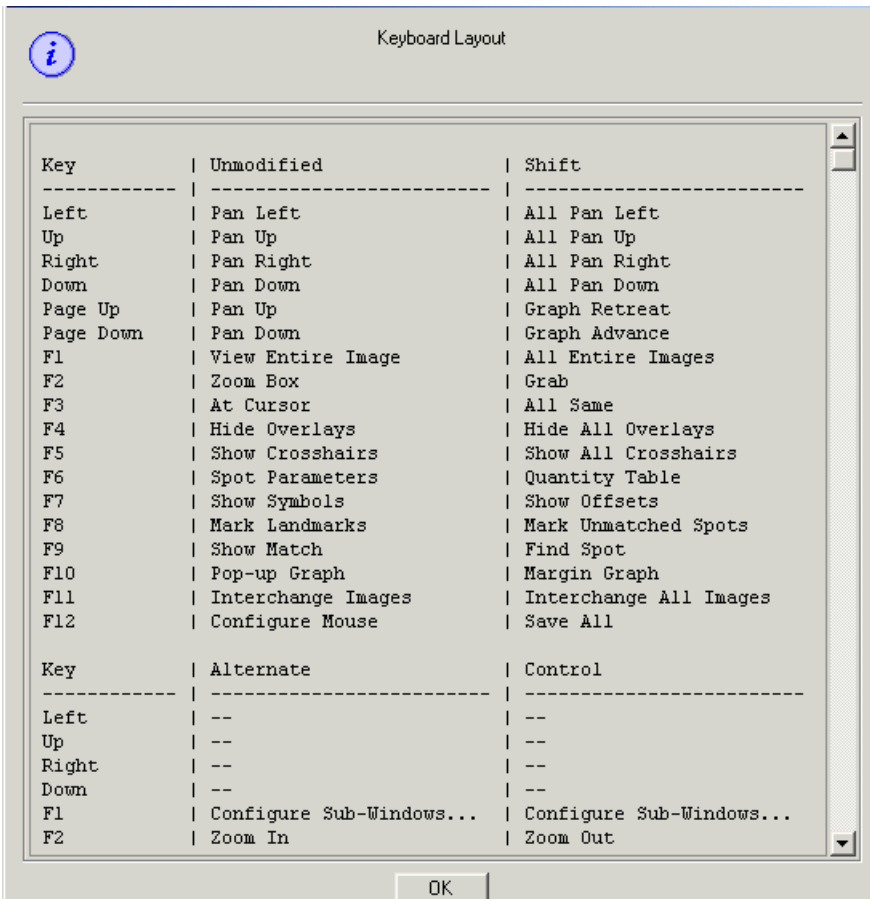 i
Keyboard Layout
Key | Unmodified | Shift
------------ | ------------------------- | -------------------------
Left | Pan Left | All Pan Left
Up | Pan Up | All Pan Up
Right | Pan Right | All Pan Right
Down | Pan Down | All Pan Down
Page Up | Pan Up | Graph Retreat
Page Down | Pan Down | Graph Advance
F1 | View Entire Image | All Entire Images
F2 | Zoom Box | Grab
F3 | At Cursor | All Same
F4 | Hide Overlays | Hide All Overlays
F5 | Show Crosshairs | Show All Crosshairs
F6 | Spot Parameters | Quantity Table
F7 | Show Symbols | Show Offsets
F8 | Mark Landmarks | Mark Unmatched Spots
F9 | Show Match | Find Spot
F10 | Pop-up Graph | Margin Graph
F11 | Interchange Images | Interchange All Images
F12 | Configure Mouse | Save All
Key | Alternate | Control
------------ | ------------------------- | -------------------------
Left | -- | --
Up | -- | --
Right | -- | --
Down | -- | --
F1 | Configure Sub-Windows... | Configure Sub-Windows...
F2 | Zoom In | Zoom Out
OK